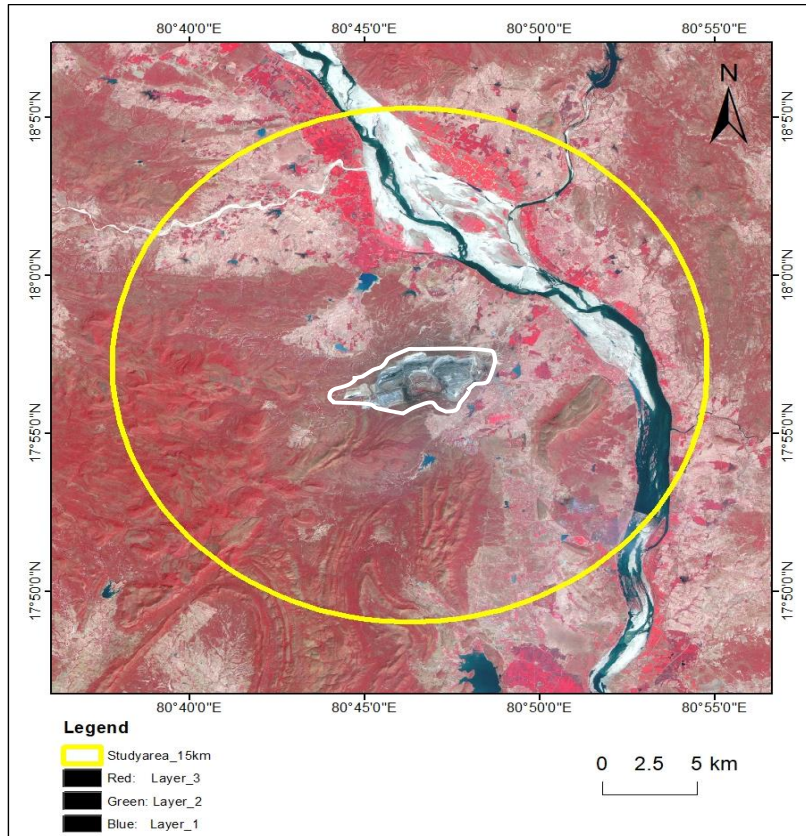 80°40'0"E 80°45'0"E 80°50'0"E 80°55'0"E
N
18°5'0"N 18°5'0"N
18°0'0"N 18°0'0"N
17°55'0"N 17°55'0"N
17°50'0"N 17°50'0"N
80°40'0"E 80°45'0"E 80°50'0"E 80°55'0"E
Legend
Studyarea_15km
Red: Layer_3
Green: Layer_2
Blue: Layer_1
0 2.5 5 km